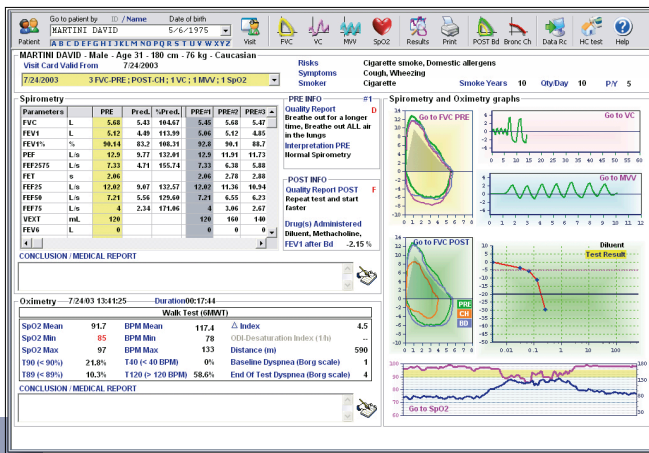 Go to patient by ID / Name Date of birth
MARTINI DAVID 5/6/1975
A B C D E F G H I J K L M N O P Q R S T U V W X Y Z
Patient Visit FVC VC MVV SpO2 Results Print POST Bd Bronc Ch Data Rc HC test Help
MARTINI DAVID - Male - Age 31 - 180 cm - 76 kg - Caucasian
Visit Card Valid From 7/24/2003
7/24/2003 3 FVC-PRE ; POST-CH ; 1 VC ; 1 MVV ; 1 SpO2
Risks Cigarette smoke, Domestic allergens
Symptoms Cough, Wheezing
Smoker Cigarette Smoke Years 10 Qty/Day 10 P/Y 5
Spirometry
Parameters PRE Pred. %Pred. PRE#1 PRE#2 PRE#3
FVC L 5.68 5.43 104.67 5.45 5.68 5.47
FEV1 L 5.12 4.49 113.99 5.06 5.12 4.85
FEV1% % 90.14 83.2 108.31 92.8 90.1 88.7
PEF L/s 12.9 9.77 132.01 12.9 11.91 11.73
FEF2575 L/s 7.33 4.71 155.74 7.33 6.38 5.88
FET s 2.06 2.06 2.78 2.88
FEF25 L/s 12.02 9.07 132.57 12.02 11.36 10.94
FEF50 L/s 7.21 5.56 129.60 7.21 6.55 6.23
FEF75 L/s 4 2.34 171.06 4 3.06 2.67
VEXT mL 120 120 160 140
FEV6 L 0 0 0 0
PRE INFO #1
Quality Report D
Breathe out for a longer
time, Breathe out ALL air
in the lungs
Interpretation PRE
Normal Spirometry
POST INFO
Quality Report POST F
Repeat test and start
faster
Drug(s) Administered
Diluent, Methacholine,
FEV1 after Bd -2.15 %
CONCLUSION / MEDICAL REPORT
Oximetry 7/24/03 13:41:25 Duration00:17:44
Walk Test (6MWT)
SpO2 Mean 91.7 BPM Mean 117.4 Δ Index 4.5
SpO2 Min 85 BPM Min 78 ODI-Desaturation Index (1/h) --
SpO2 Max 97 BPM Max 133 Distance (m) 590
T90 (< 90%) 21.8% T40 (< 40 BPM) 0% Baseline Dyspnea (Borg scale) 1
T89 (< 89%) 10.3% T120 (> 120 BPM) 58.6% End Of Test Dyspnea (Borg scale) 4
CONCLUSION / MEDICAL REPORT
Spirometry and Oximetry graphs
Go to FVC PRE
Go to VC
Go to MVV
Go to FVC POST
PRE
CH
BD
Diluent
Test Result
0.01 0.1 1 10 100
Go to SpO2